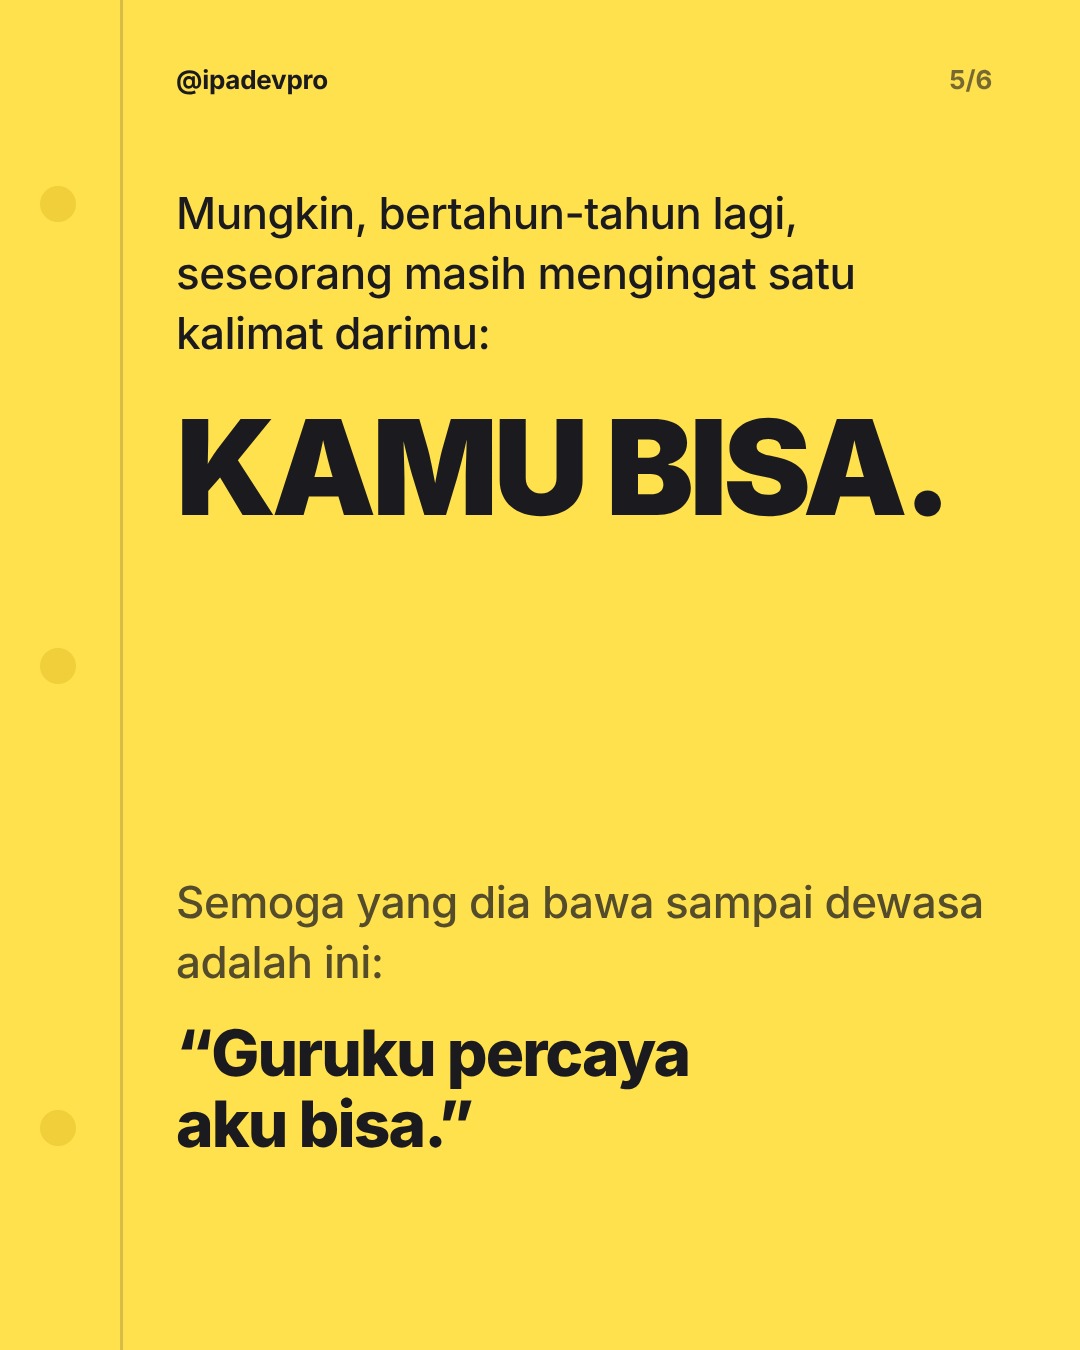 @ipadevpro
5/6
Mungkin, bertahun-tahun lagi,
seseorang masih mengingat satu
kalimat darimu:
KAMU BISA.
Semoga yang dia bawa sampai dewasa
adalah ini:
“Guruku percaya
aku bisa.”